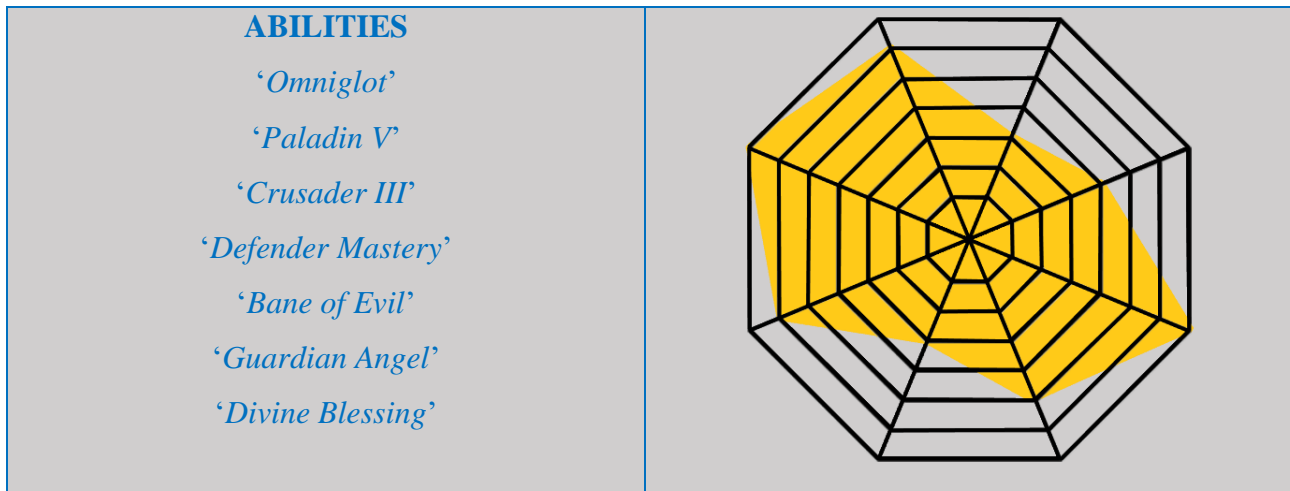 ABILITIES
‘Omniglot’
‘Paladin V’
‘Crusader III’
‘Defender Mastery’
‘Bane of Evil’
‘Guardian Angel’
‘Divine Blessing’